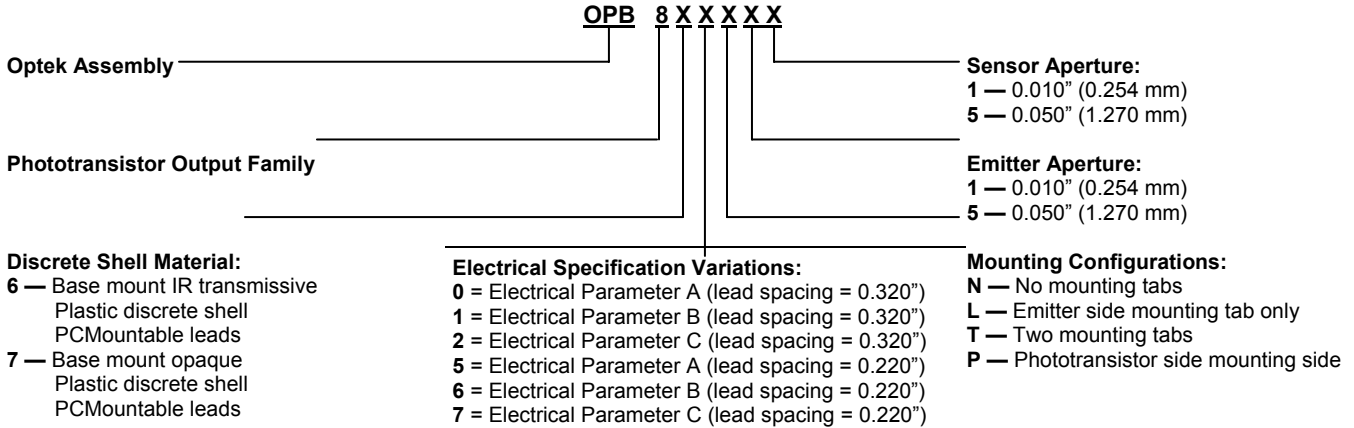 OPB 8 X X X X X
Optek Assembly
Phototransistor Output Family
Discrete Shell Material:
6 — Base mount IR transmissive
Plastic discrete shell
PCMountable leads
7 — Base mount opaque
Plastic discrete shell
PCMountable leads
Electrical Specification Variations:
0 = Electrical Parameter A (lead spacing = 0.320”)
1 = Electrical Parameter B (lead spacing = 0.320”)
2 = Electrical Parameter C (lead spacing = 0.320”)
5 = Electrical Parameter A (lead spacing = 0.220”)
6 = Electrical Parameter B (lead spacing = 0.220”)
7 = Electrical Parameter C (lead spacing = 0.220”)
Sensor Aperture:
1 — 0.010” (0.254 mm)
5 — 0.050” (1.270 mm)
Emitter Aperture:
1 — 0.010” (0.254 mm)
5 — 0.050” (1.270 mm)
Mounting Configurations:
N — No mounting tabs
L — Emitter side mounting tab only
T — Two mounting tabs
P — Phototransistor side mounting side